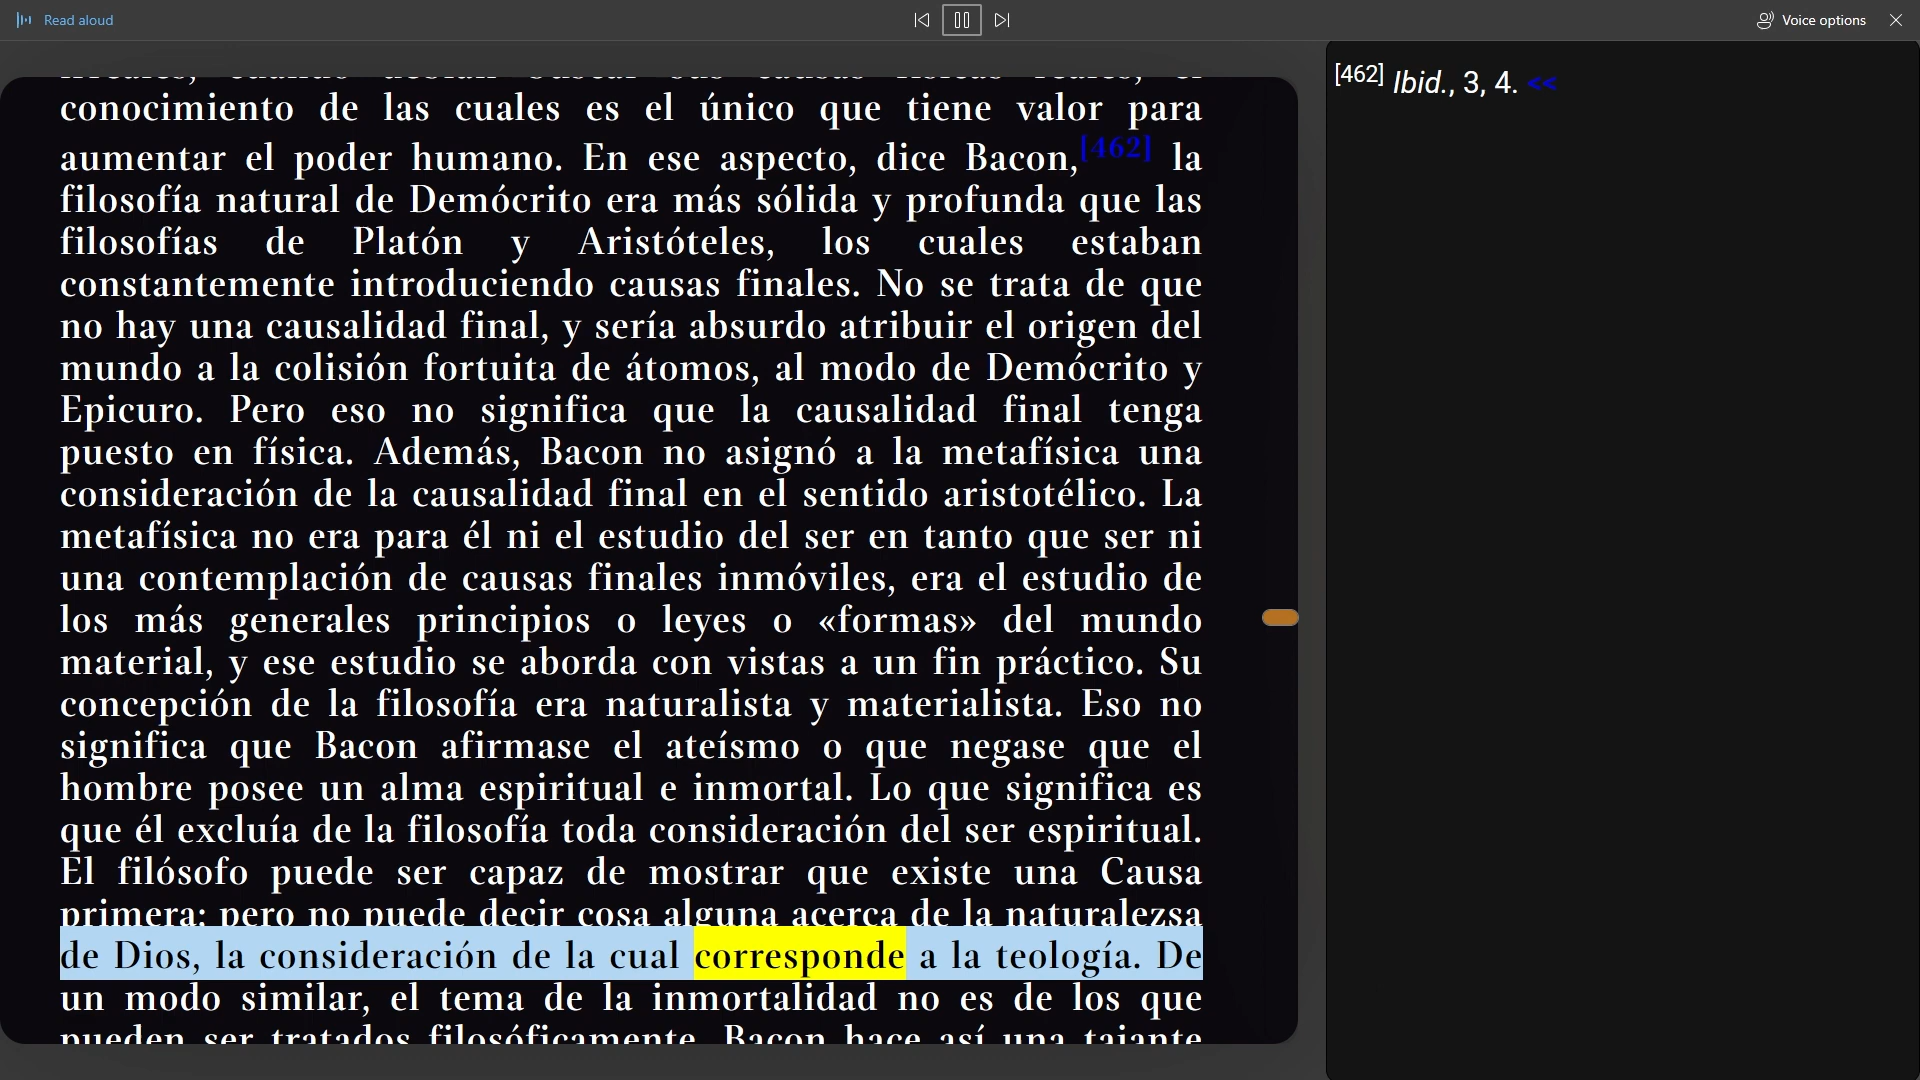 Read aloud
Voice options
conocimiento de las cuales es el único que tiene valor para
aumentar el poder humano. En ese aspecto, dice Bacon,[462] la
filosofía natural de Demócrito era más sólida y profunda que las
filosofías de Platón y Aristóteles, los cuales estaban
constantemente introduciendo causas finales. No se trata de que
no hay una causalidad final, y sería absurdo atribuir el origen del
mundo a la colisión fortuita de átomos, al modo de Demócrito y
Epicuro. Pero eso no significa que la causalidad final tenga
puesto en física. Además, Bacon no asignó a la metafísica una
consideración de la causalidad final en el sentido aristotélico. La
metafísica no era para él ni el estudio del ser en tanto que ser ni
una contemplación de causas finales inmóviles, era el estudio de
los más generales principios o leyes o «formas» del mundo
material, y ese estudio se aborda con vistas a un fin práctico. Su
concepción de la filosofía era naturalista y materialista. Eso no
significa que Bacon afirmase el ateísmo o que negase que el
hombre posee un alma espiritual e inmortal. Lo que significa es
que él excluía de la filosofía toda consideración del ser espiritual.
El filósofo puede ser capaz de mostrar que existe una Causa
primera; pero no puede decir cosa alguna acerca de la naturalezsa
de Dios, la consideración de la cual corresponde a la teología. De
un modo similar, el tema de la inmortalidad no es de los que
pueden ser tratados filosóficamente. Bacon hace así una tajante
[462] Ibid., 3, 4. <<